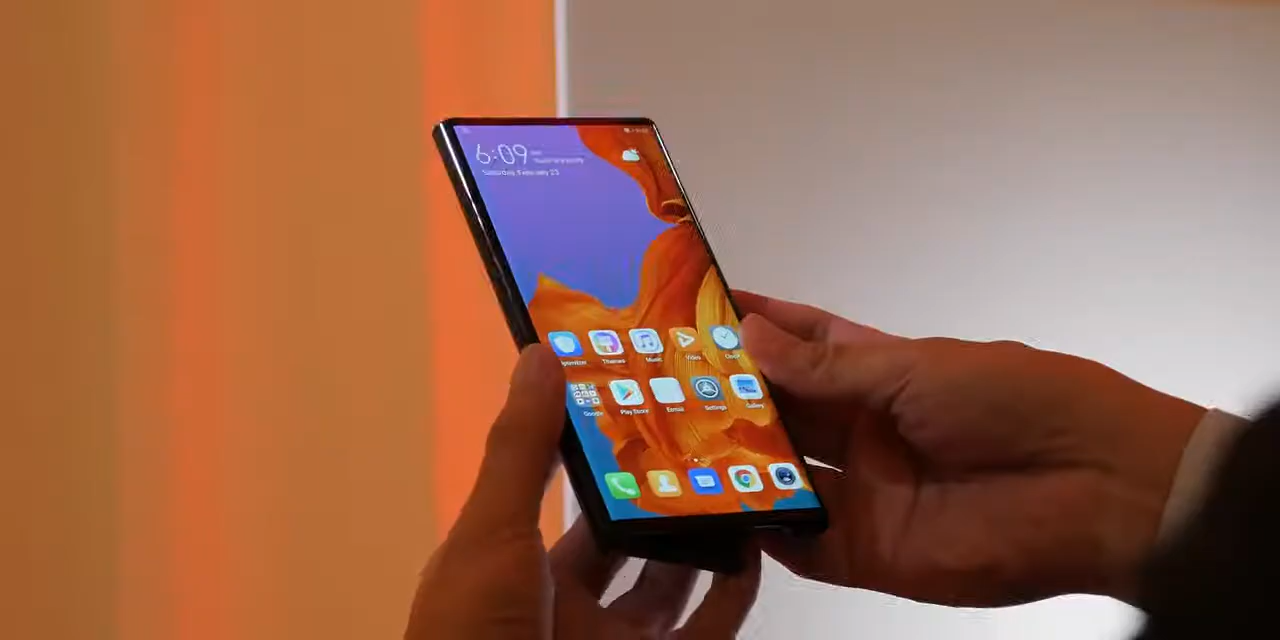 6:09
Saturday, February 23
Themes
Music
Video
Clock
Google
Play Store
Email
Settings
Gallery